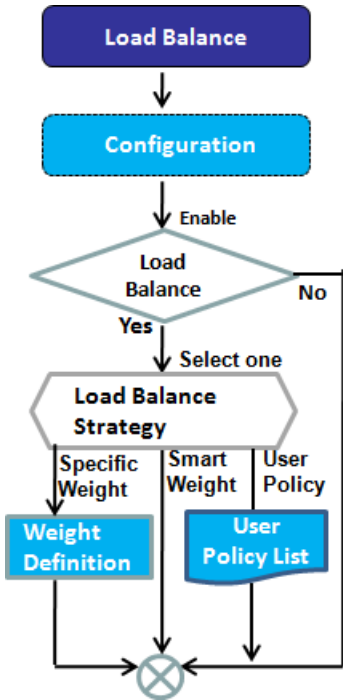 Load Balance
Configuration
Enable
Load
Balance
No
Yes
Select one
Load Balance
Strategy
Specific
Weight
Smart
Weight
User
Policy
Weight
Definition
User
Policy List